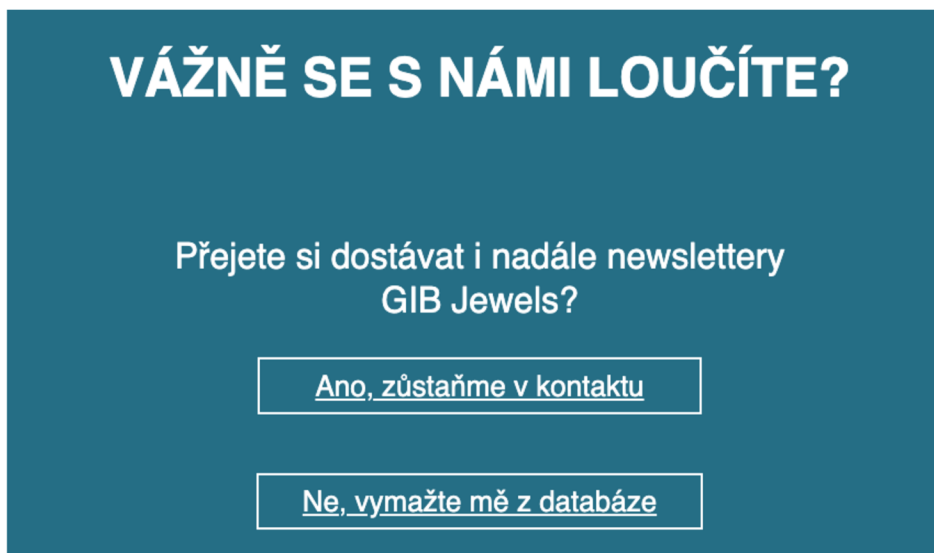 VÁŽNĚ SE S NÁMI LOUČÍTE?
Přejete si dostávat i nadále newslettery
GIB Jewels?
Ano, zůstaňme v kontaktu
Ne, vymažte mě z databáze